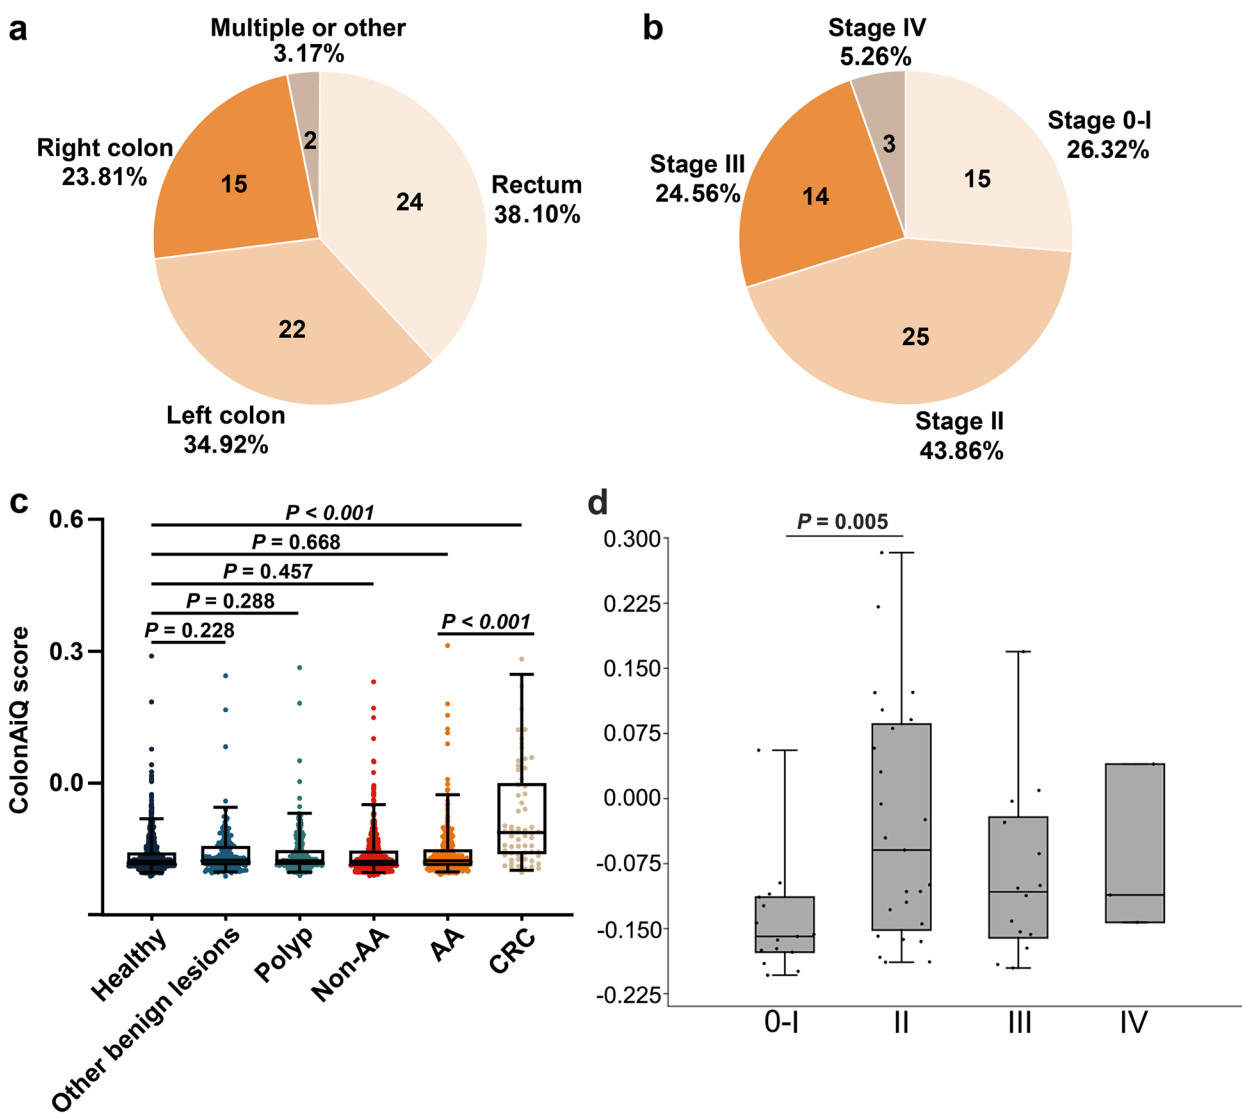 a
Multiple or other
3.17%
Right colon
23.81%
2
15
24
Rectum
38.10%
22
Left colon
34.92%
b
Stage IV
5.26%
Stage 0-I
26.32%
3
15
Stage III
24.56%
14
25
Stage II
43.86%
c
ColonAiQ score
0.6
0.3
0.0
P < 0.001
P = 0.668
P = 0.457
P = 0.288
P = 0.228
P < 0.001
Healthy
Other benign lesions
Polyp
Non-AA
AA
CRC
d
P = 0.005
0.300
0.225
0.150
0.075
0.000
-0.075
-0.150
-0.225
0-I
II
III
IV